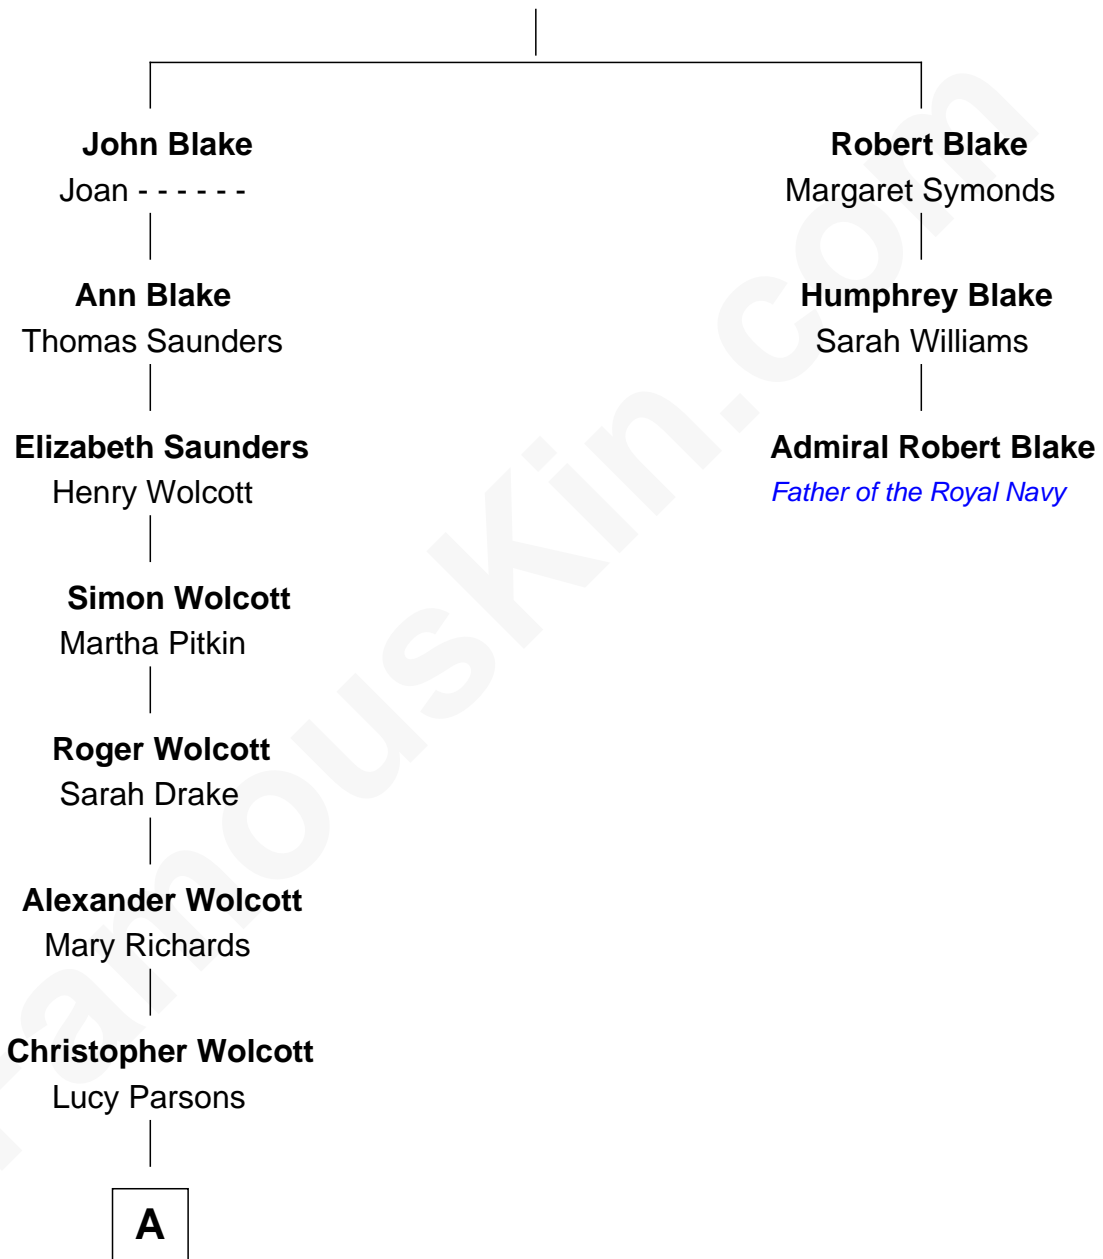 John Blake
Joan - - - - - -
Robert Blake
Margaret Symonds
Ann Blake
Thomas Saunders
Humphrey Blake
Sarah Williams
Elizabeth Saunders
Henry Wolcott
Admiral Robert Blake
Father of the Royal Navy
Simon Wolcott
Martha Pitkin
Roger Wolcott
Sarah Drake
Alexander Wolcott
Mary Richards
Christopher Wolcott
Lucy Parsons
A
FamousKin.com